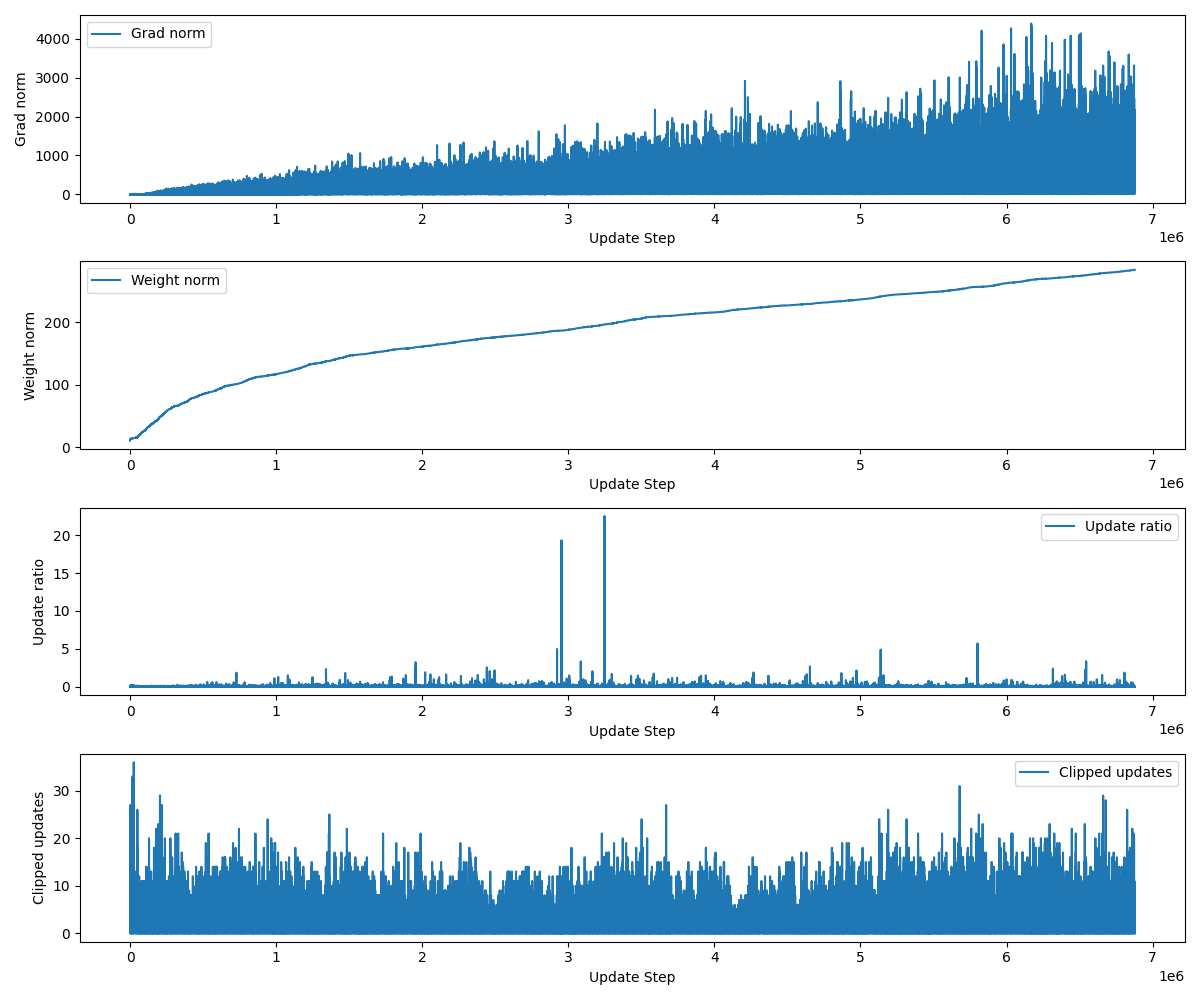 Grad norm
Grad norm
4000
3000
2000
1000
0
0 1 2 3 4 5 6 7
1e6
Update Step
Weight norm
Weight norm
200
100
0
0 1 2 3 4 5 6 7
1e6
Update Step
Update ratio
Update ratio
20
15
10
5
0
0 1 2 3 4 5 6 7
1e6
Update Step
Clipped updates
Clipped updates
30
20
10
0
0 1 2 3 4 5 6 7
1e6
Update Step